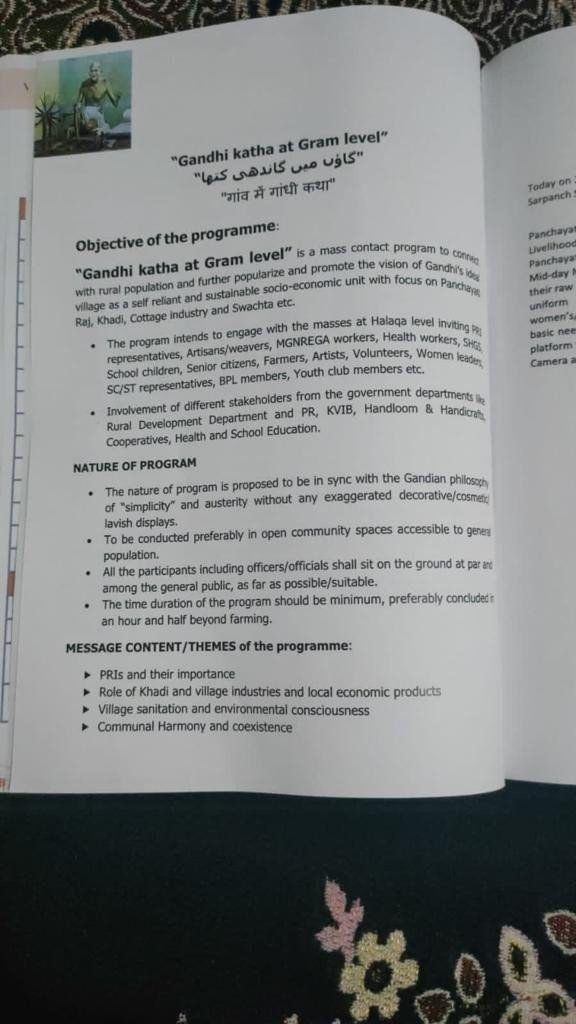 "Gandhi katha at Gram level"
"گاؤں میں گاندھی کتھا"
"गांव में गांधी कथा"
Objective of the programme:
"Gandhi katha at Gram level" is a mass contact program to connect
with rural population and further popularize and promote the vision of Gandhi's ideal
village as a self reliant and sustainable socio-economic unit with focus on Panchayat
Raj, Khadi, Cottage industry and Swachta etc.
• The program intends to engage with the masses at Halaqa level inviting PRI
representatives, Artisans/weavers, MGNREGA workers, Health workers, SHGS,
School children, Senior citizens, Farmers, Artists, Volunteers, Women leaders,
SC/ST representatives, BPL members, Youth club members etc.
• Involvement of different stakeholders from the government departments like
Rural Development Department and PR, KVIB, Handloom & Handicrafts,
Cooperatives, Health and School Education.
NATURE OF PROGRAM
• The nature of program is proposed to be in sync with the Gandian philosophy
of "simplicity" and austerity without any exaggerated decorative/cosmetic/
lavish displays.
• To be conducted preferably in open community spaces accessible to general
population.
• All the participants including officers/officials shall sit on the ground at par and
among the general public, as far as possible/suitable.
• The time duration of the program should be minimum, preferably concluded in
an hour and half beyond farming.
MESSAGE CONTENT/THEMES of the programme:
▶ PRIs and their importance
▶ Role of Khadi and village industries and local economic products
▶ Village sanitation and environmental consciousness
▶ Communal Harmony and coexistence
Today on
Sarpanch
Panchayat
Livelihood
Panchayat
Mid-day
their raw
uniform
women's
basic nee
platform
Camera a